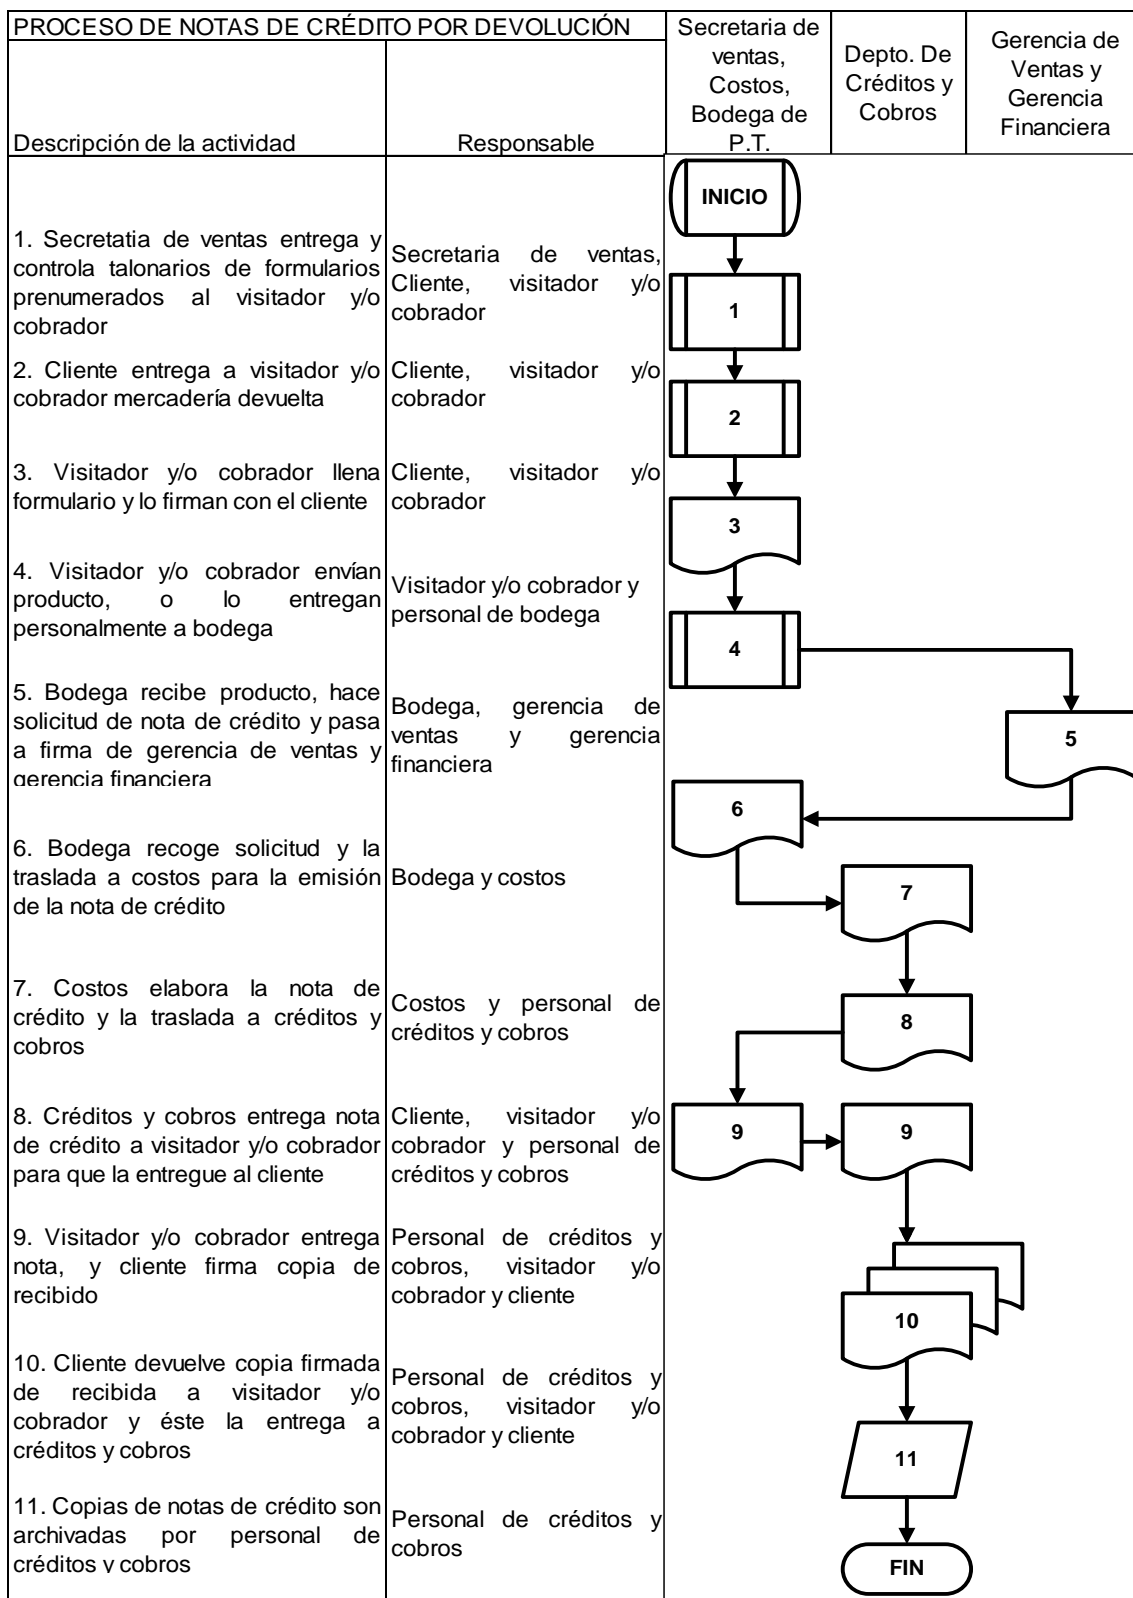 PROCESO DE NOTAS DE CRÉDITO POR DEVOLUCIÓN
Descripción de la actividad
Responsable
Secretaria de
ventas,
Costos,
Bodega de
P.T.
Depto. De
Créditos y
Cobros
Gerencia de
Ventas y
Gerencia
Financiera
INICIO
1. Secretatia de ventas entrega y
controla talonarios de formularios
prenumerados al visitador y/o
cobrador
Secretaria de ventas,
Cliente, visitador y/o
cobrador
1
2. Cliente entrega a visitador y/o
cobrador mercadería devuelta
Cliente, visitador y/o
cobrador
2
3. Visitador y/o cobrador llena
formulario y lo firman con el cliente
Cliente, visitador y/o
cobrador
3
4. Visitador y/o cobrador envían
producto, o lo entregan
personalmente a bodega
Visitador y/o cobrador y
personal de bodega
4
5. Bodega recibe producto, hace
solicitud de nota de crédito y pasa
a firma de gerencia de ventas y
gerencia financiera
Bodega, gerencia de
ventas y gerencia
financiera
5
6. Bodega recoge solicitud y la
traslada a costos para la emisión
de la nota de crédito
Bodega y costos
6
7
7. Costos elabora la nota de
crédito y la traslada a créditos y
cobros
Costos y personal de
créditos y cobros
8
8. Créditos y cobros entrega nota
de crédito a visitador y/o cobrador
para que la entregue al cliente
Cliente, visitador y/o
cobrador y personal de
créditos y cobros
9
9
9. Visitador y/o cobrador entrega
nota, y cliente firma copia de
recibido
Personal de créditos y
cobros, visitador y/o
cobrador y cliente
10
10. Cliente devuelve copia firmada
de recibida a visitador y/o
cobrador y éste la entrega a
créditos y cobros
Personal de créditos y
cobros, visitador y/o
cobrador y cliente
11
11. Copias de notas de crédito son
archivadas por personal de
créditos y cobros
Personal de créditos y
cobros
FIN